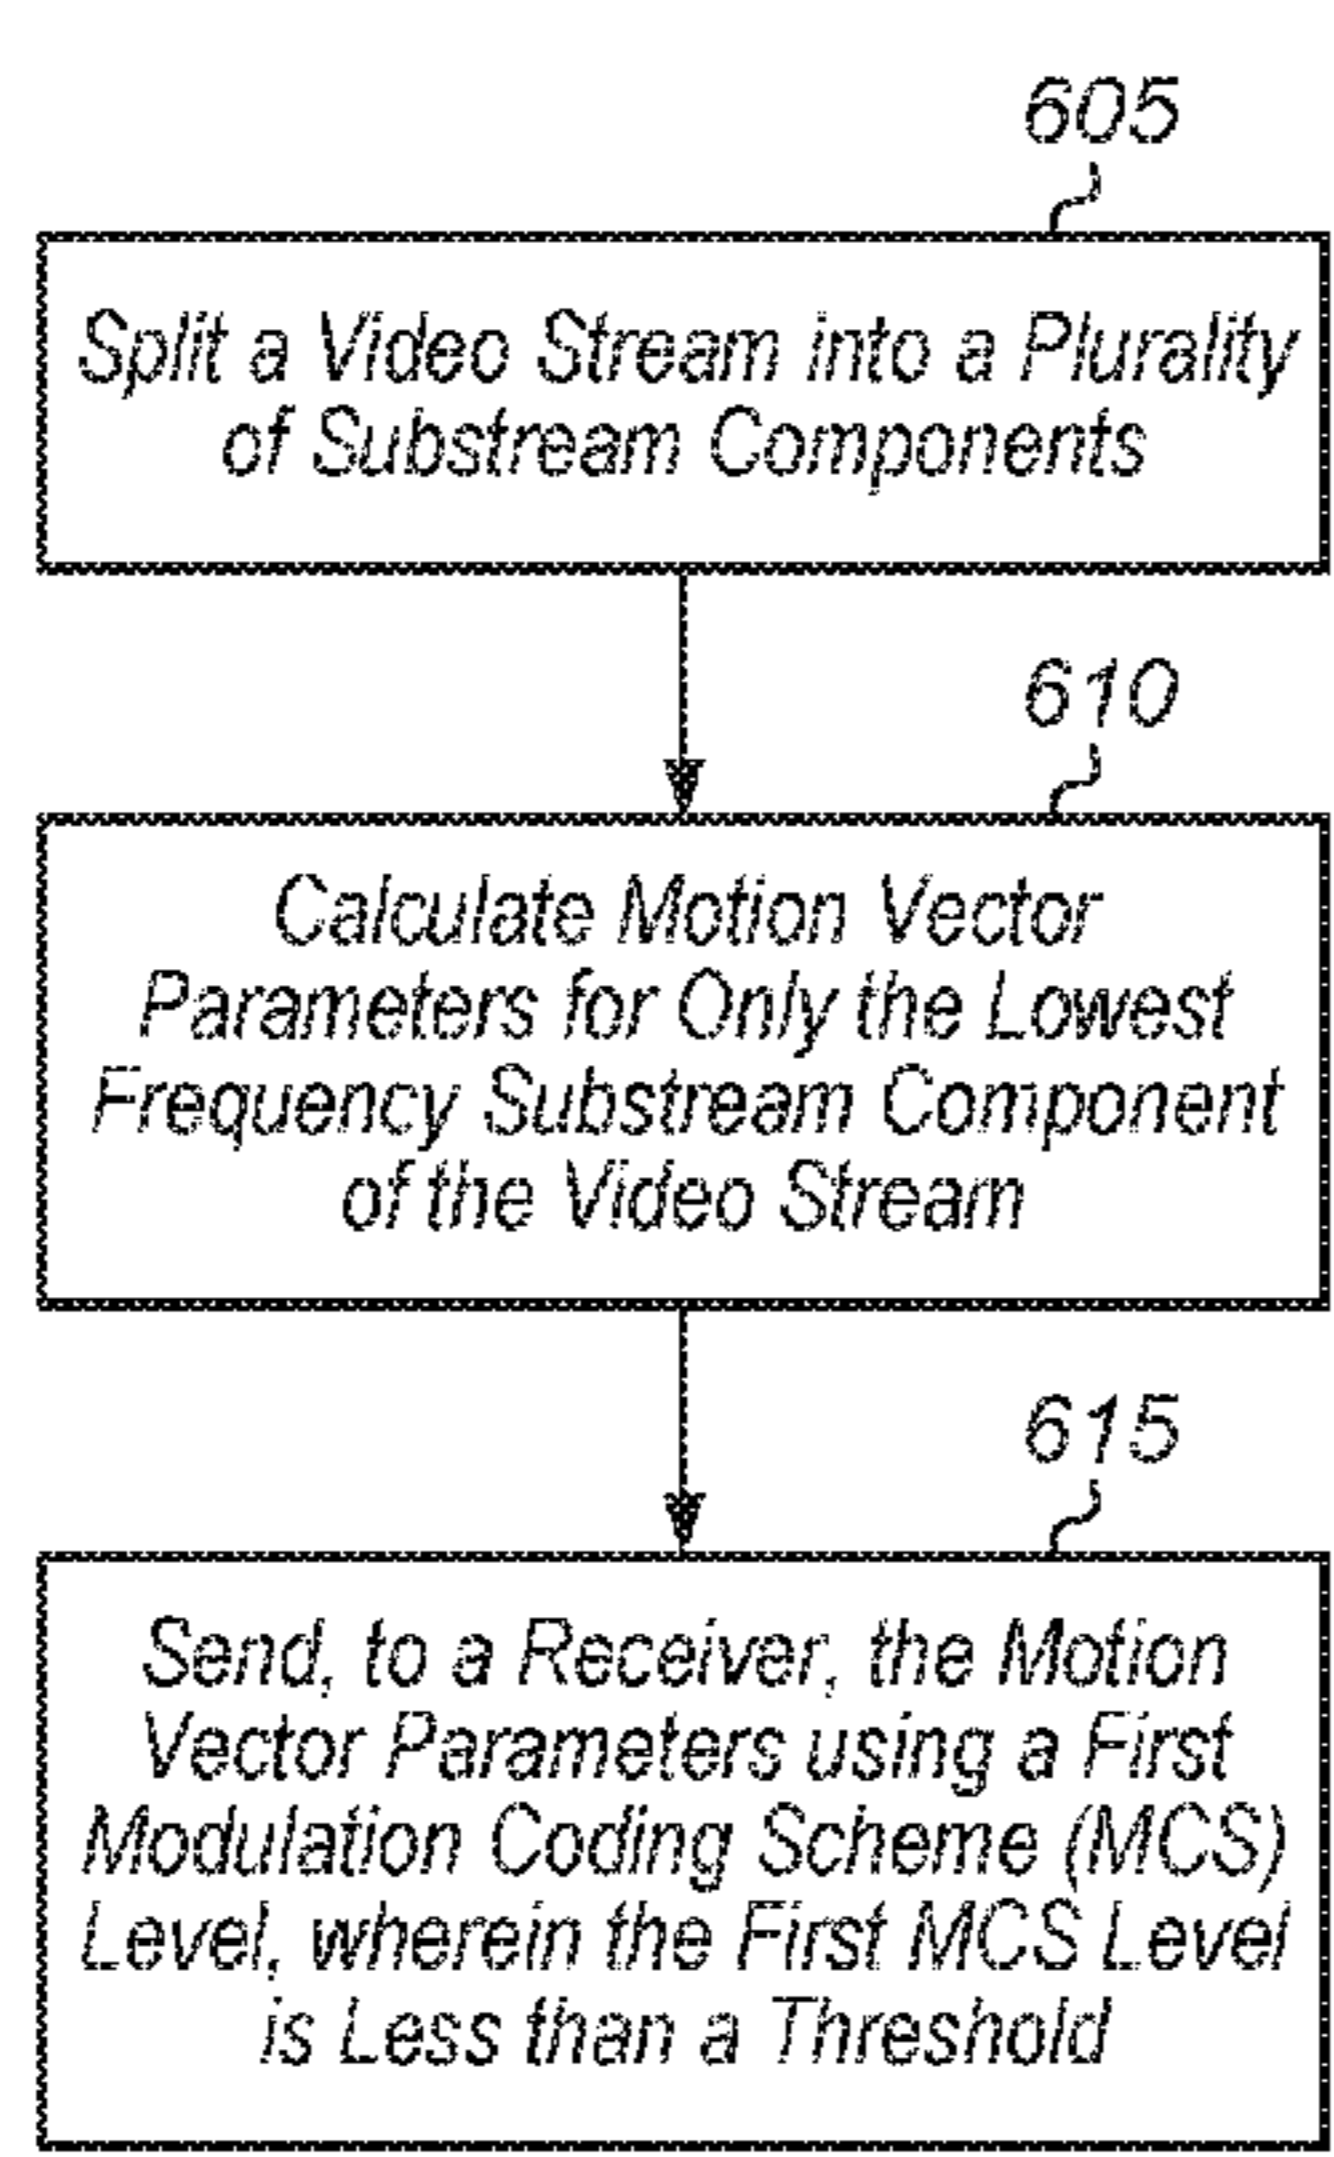 605
Split a Video Stream into a Plurality
of Substream Components
610
Calculate Motion Vector
Parameters for Only the Lowest
Frequency Substream Component
of the Video Stream
615
Send, to a Receiver, the Motion
Vector Parameters using a First
Modulation Coding Scheme (MCS)
Level, wherein the First MCS Level
is Less than a Threshold